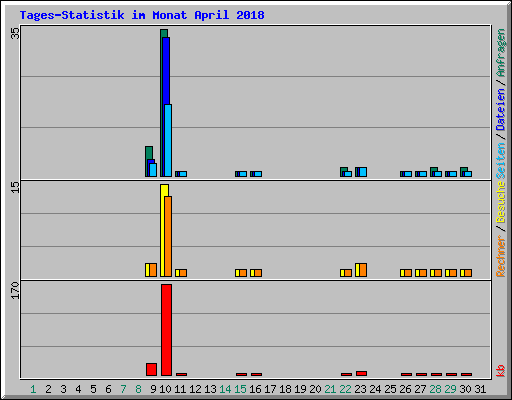 Tages-Statistik im Monat April 2018
35
15
170
Rechner / Besuche Seiten / Dateien / Anfragen
kb
1 2 3 4 5 6 7 8 9 10 11 12 13 14 15 16 17 18 19 20 21 22 23 24 25 26 27 28 29 30 31